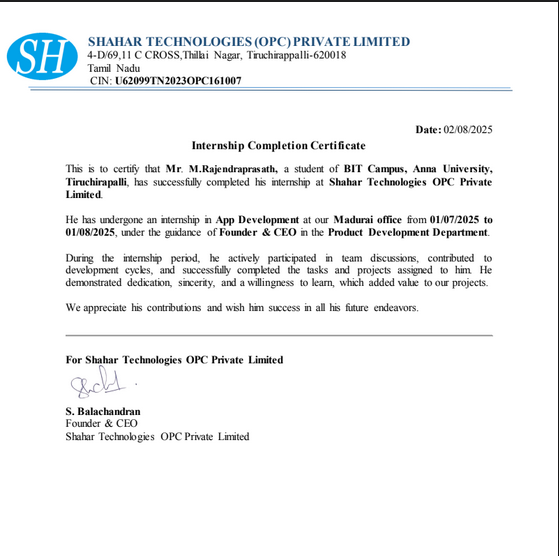 SH
SHAHAR TECHNOLOGIES (OPC) PRIVATE LIMITED
4-D/69,11 C CROSS,Thillai Nagar, Tiruchirappalli-620018
Tamil Nadu
CIN: U62099TN2023OPC161007
Date: 02/08/2025
Internship Completion Certificate
This is to certify that Mr. M.Rajendraprasath, a student of BIT Campus, Anna University,
Tiruchirapalli, has successfully completed his internship at Shahar Technologies OPC Private
Limited.
He has undergone an internship in App Development at our Madurai office from 01/07/2025 to
01/08/2025, under the guidance of Founder & CEO in the Product Development Department.
During the internship period, he actively participated in team discussions, contributed to
development cycles, and successfully completed the tasks and projects assigned to him. He
demonstrated dedication, sincerity, and a willingness to learn, which added value to our projects.
We appreciate his contributions and wish him success in all his future endeavors.
For Shahar Technologies OPC Private Limited
S. Balachandran
Founder & CEO
Shahar Technologies OPC Private Limited